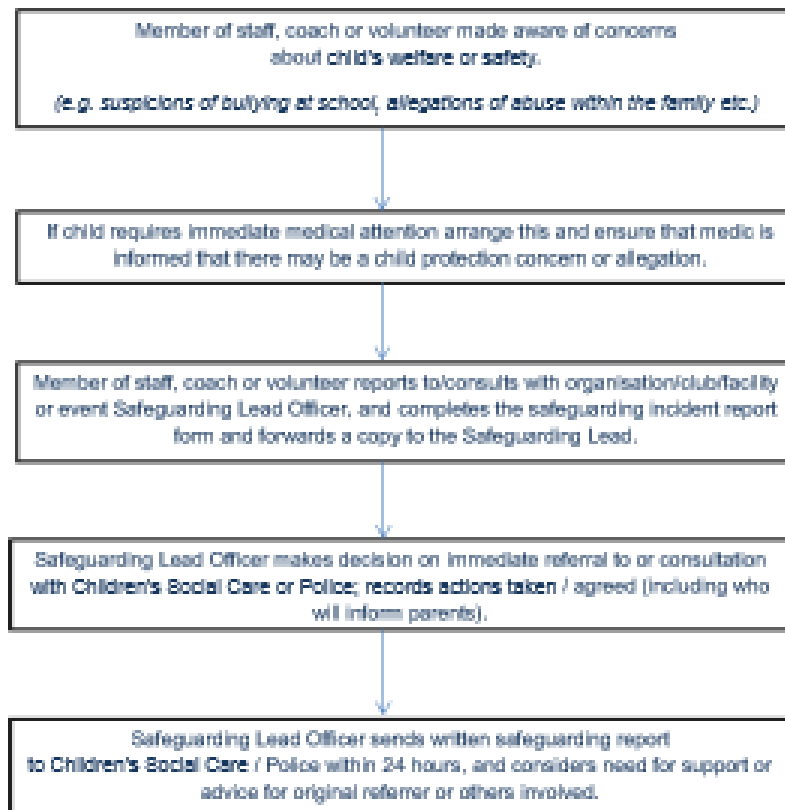 Member of staff, coach or volunteer made aware of concerns
about child's welfare or safety.
(e.g. suspicions of bullying at school, allegations of abuse within the family etc.)
If child requires immediate medical attention arrange this and ensure that medic is
informed that there may be a child protection concern or allegation.
Member of staff, coach or volunteer reports to/consults with organisation/club/facility
or event Safeguarding Lead Officer, and completes the safeguarding incident report
form and forwards a copy to the Safeguarding Lead.
Safeguarding Lead Officer makes decision on immediate referral to or consultation
with Children's Social Care or Police; records actions taken / agreed (including who
will inform parents).
Safeguarding Lead Officer sends written safeguarding report
to Children's Social Care / Police within 24 hours, and considers need for support or
advice for original referrer or others involved.